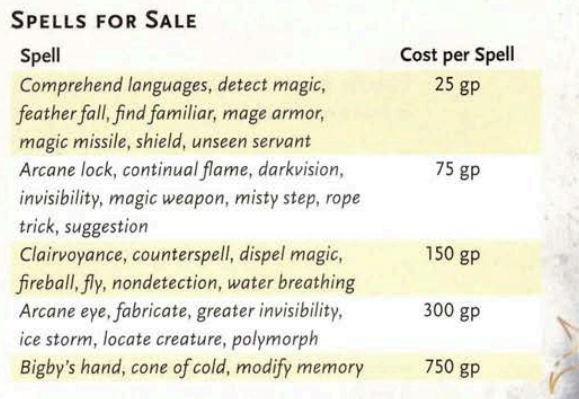 SPELLS FOR SALE
Spell Cost per Spell
Comprehend languages, detect magic, 25 gp
feather fall, find familiar, mage armor,
magic missile, shield, unseen servant
Arcane lock, continual flame, darkvision, 75 gp
invisibility, magic weapon, misty step, rope
trick, suggestion
Clairvoyance, counterspell, dispel magic, 150 gp
fireball, fly, nondetection, water breathing
Arcane eye, fabricate, greater invisibility, 300 gp
ice storm, locate creature, polymorph
Bigby's hand, cone of cold, modify memory 750 gp